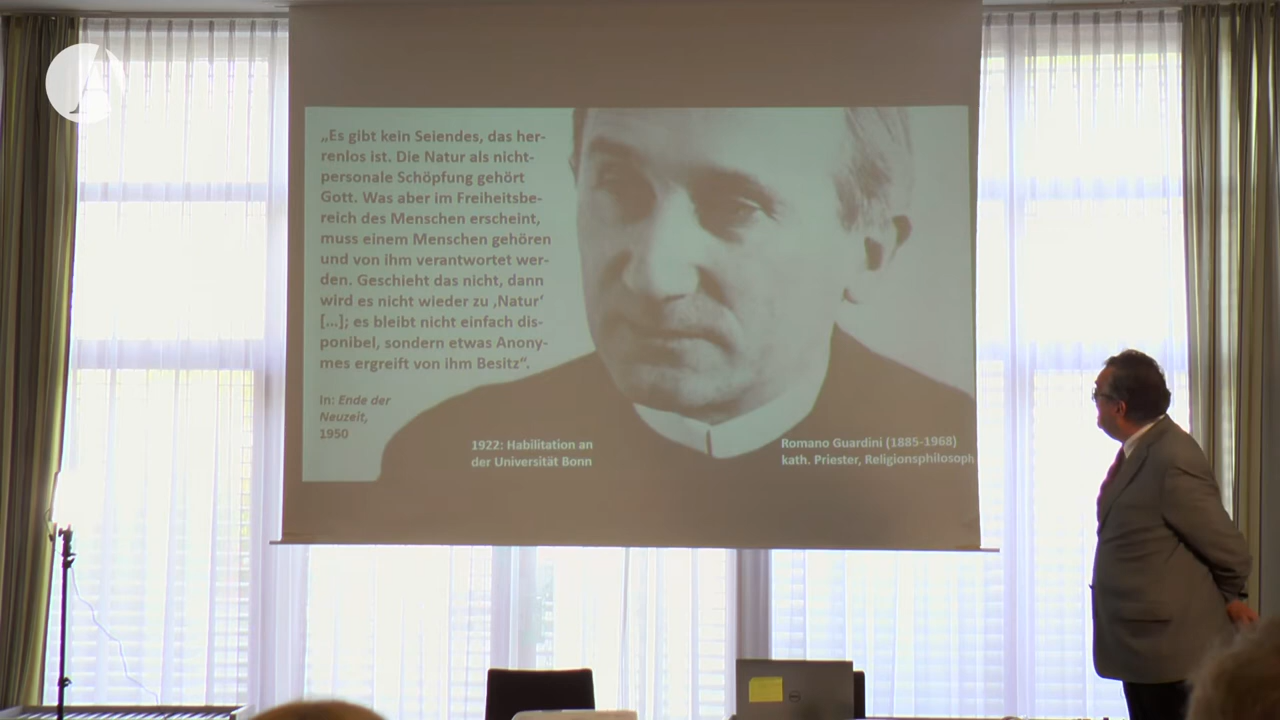 A
„Es gibt kein Seiendes, das her-
renlos ist. Die Natur als nicht-
personale Schöpfung gehört
Gott. Was aber im Freiheitsbe-
reich des Menschen erscheint,
muss einem Menschen gehören
und von ihm verantwortet wer-
den. Geschieht das nicht, dann
wird es nicht wieder zu ‚Natur‘
[...]; es bleibt nicht einfach dis-
ponibel, sondern etwas Anony-
mes ergreift von ihm Besitz“.
In: Ende der
Neuzeit,
1950
1922: Habilitation an
der Universität Bonn
Romano Guardini (1885-1968)
kath. Priester, Religionsphilosoph
DELL